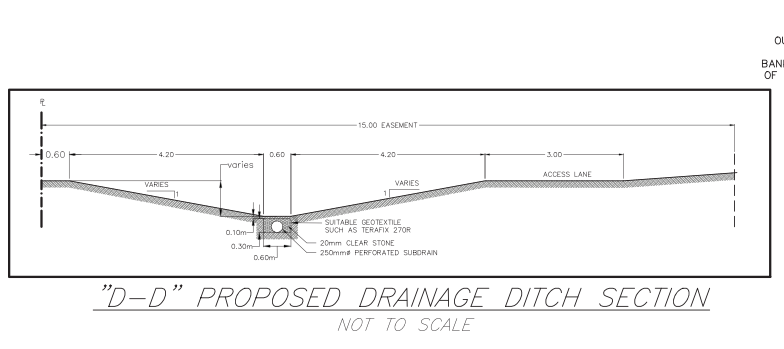 OU
BANK
OF
℄
15.00 EASEMENT
0.60
4.20
0.60
4.20
3.00
varies
VARIES
1
VARIES
1
ACCESS LANE
SUITABLE GEOTEXTILE
SUCH AS TERAFIX 270R
0.10m
0.30m
20mm CLEAR STONE
250mmø PERFORATED SUBDRAIN
0.60m
"D-D" PROPOSED DRAINAGE DITCH SECTION
NOT TO SCALE